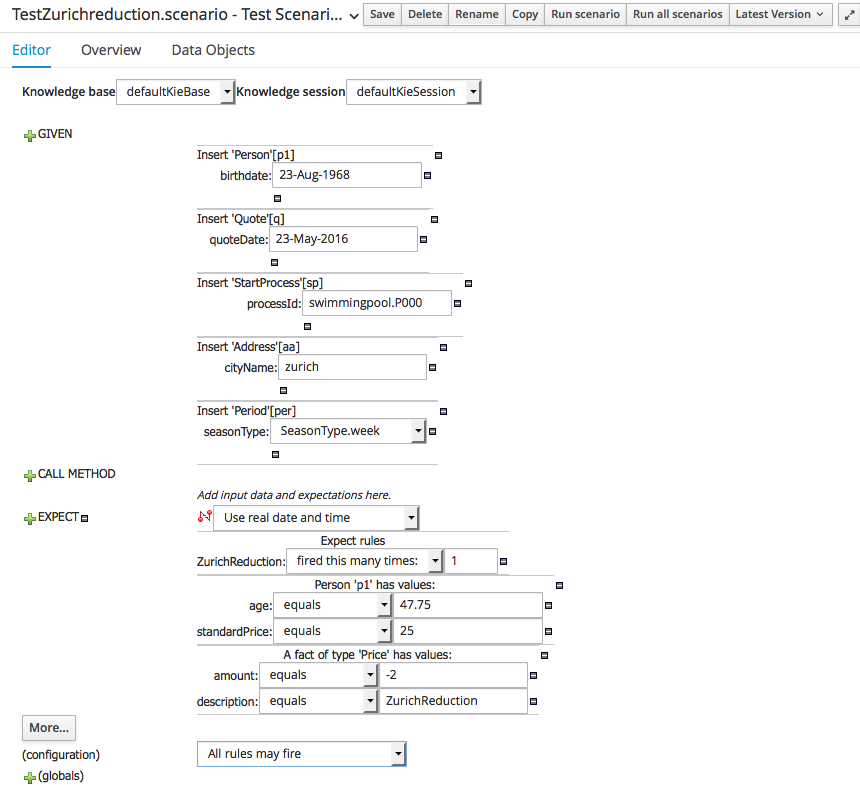 TestZurichreduction.scenario - Test Scenari... Save Delete Rename Copy Run scenario Run all scenarios Latest Version
Editor Overview Data Objects
Knowledge base defaultKieBase Knowledge session defaultKieSession
GIVEN
Insert 'Person'[p1]
birthdate: 23-Aug-1968
Insert 'Quote'[q]
quoteDate: 23-May-2016
Insert 'StartProcess'[sp]
processId: swimmingpool.P000
Insert 'Address'[aa]
cityName: zurich
Insert 'Period'[per]
seasonType: SeasonType.week
CALL METHOD
Add input data and expectations here.
EXPECT Use real date and time
Expect rules
ZurichReduction: fired this many times: 1
Person 'p1' has values:
age: equals 47.75
standardPrice: equals 25
A fact of type 'Price' has values:
amount: equals -2
description: equals ZurichReduction
More...
(configuration) All rules may fire
(globals)